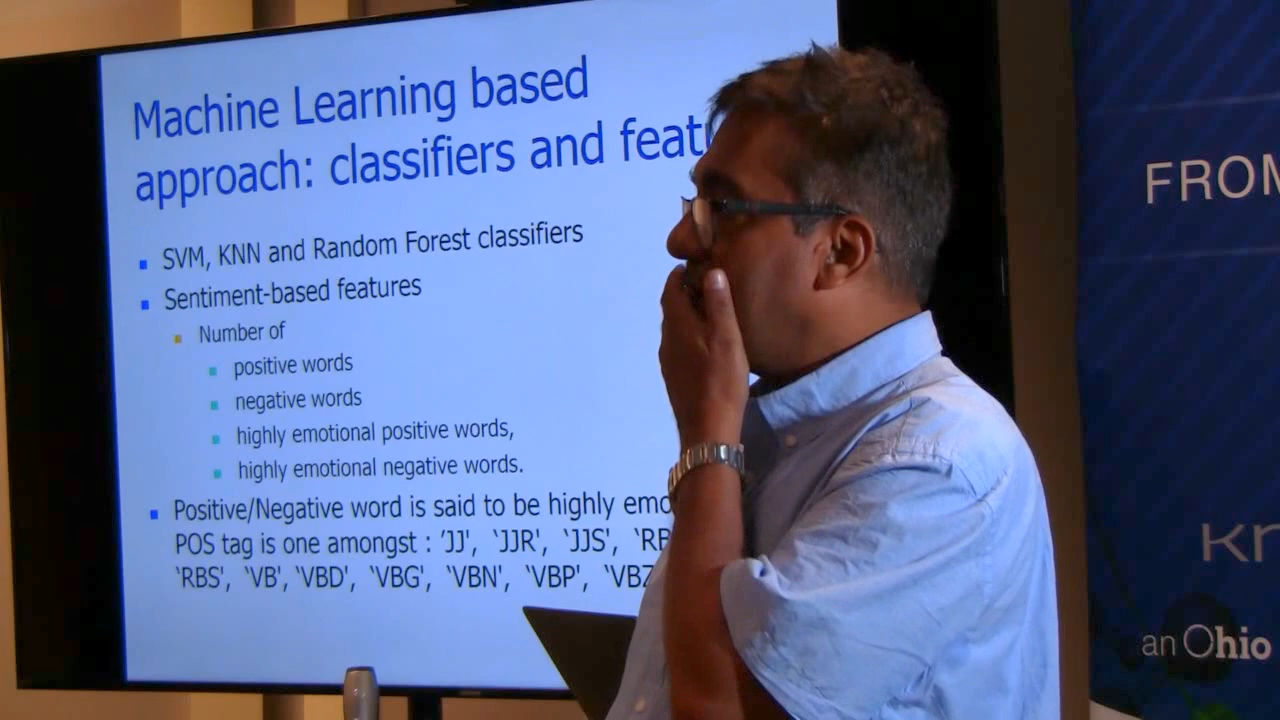 Machine Learning based
approach: classifiers and featu
SVM, KNN and Random Forest classifiers
Sentiment-based features
Number of
positive words
negative words
highly emotional positive words,
highly emotional negative words.
Positive/Negative word is said to be highly emo
POS tag is one amongst : 'JJ', 'JJR', 'JJS', 'RB
'RBS', 'VB', 'VBD', 'VBG', 'VBN', 'VBP', 'VBZ
FROM
kn
an Ohio